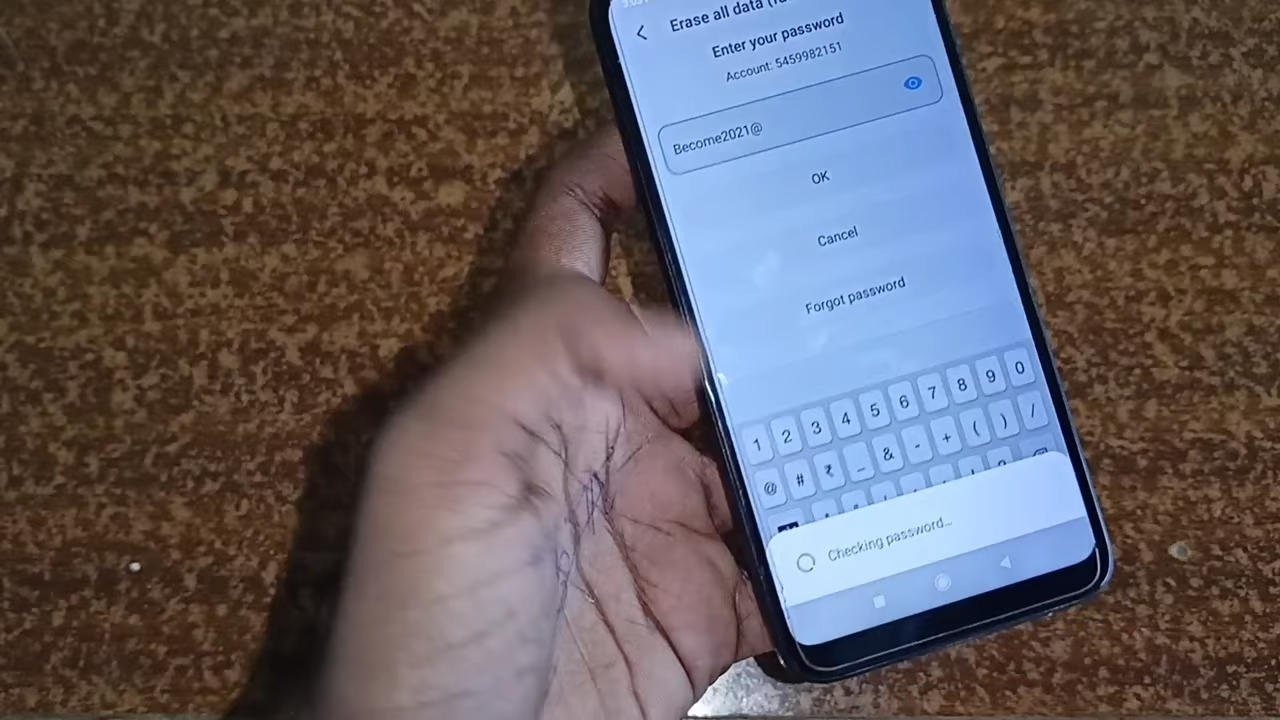 Erase all data
Enter your password
Account: 5459982151
Become2021@
OK
Cancel
Forgot password
1 2 3 4 5 6 7 8 9 0
@ # ₹ _ & - + ( ) /
Checking password...